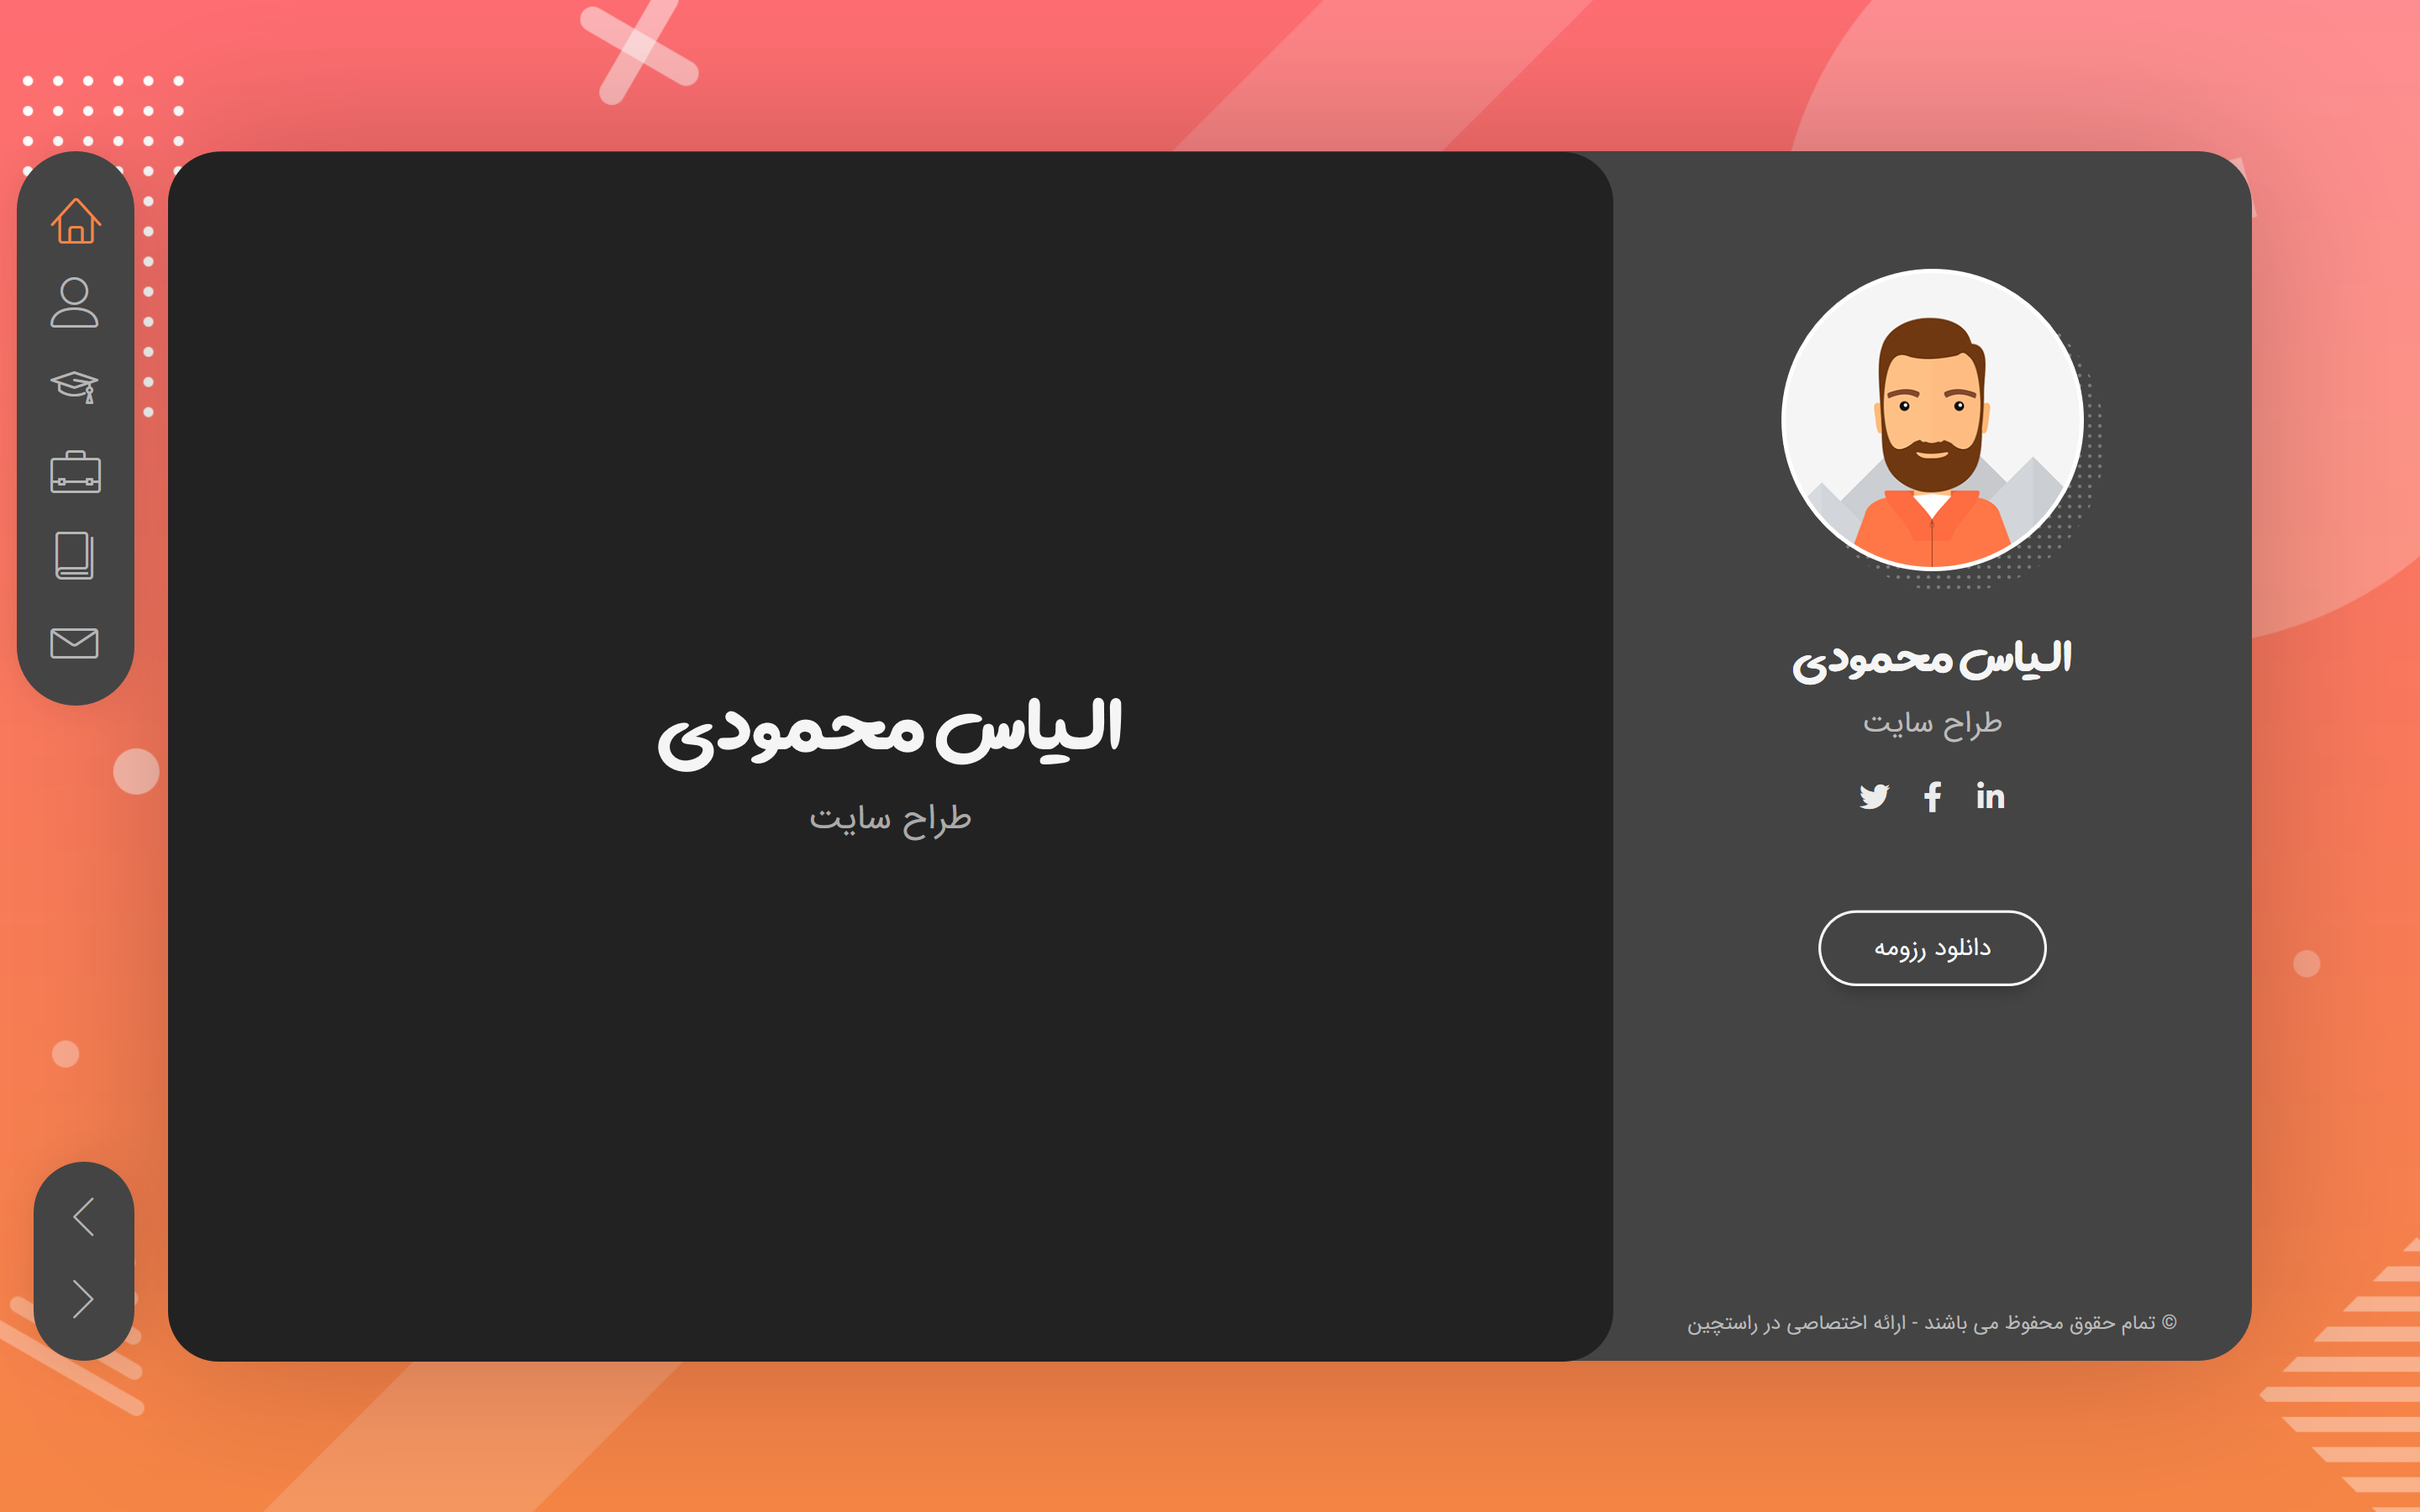 الیاس محمودی
طراح سایت
دانلود رزومه
© تمام حقوق محفوظ می باشند - ارائه اختصاصی در راستچین
الیاس محمودی
طراح سایت